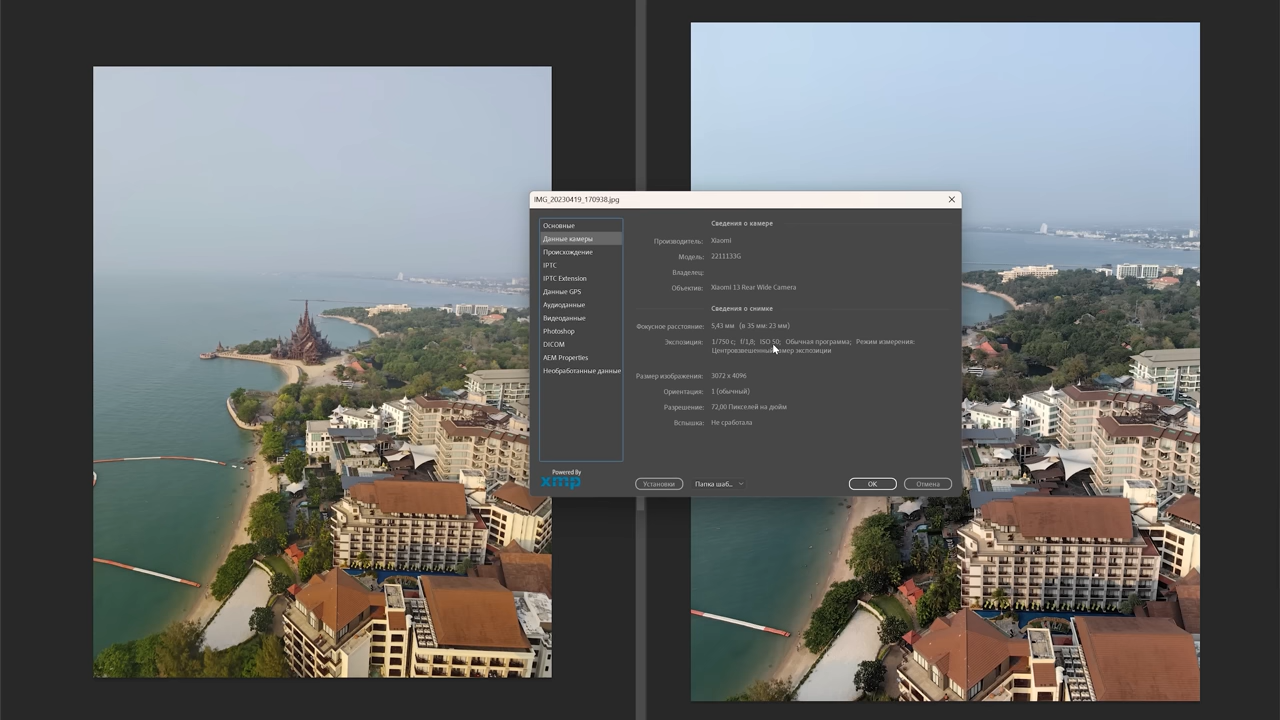 IMG_20230419_170938.jpg
Основные
Данные камеры
Происхождение
IPTC
IPTC Extension
Данные GPS
Аудиоданные
Видеоданные
Photoshop
DICOM
AEM Properties
Необработанные данные
Powered By
xmp
Сведения о камере
Производитель: Xiaomi
Модель: 2211133G
Владелец:
Объектив: Xiaomi 13 Rear Wide Camera
Сведения о снимке
Фокусное расстояние: 5,43 мм (в 35 мм: 23 мм)
Экспозиция: 1/750 с; f/1,8; ISO 50; Обычная программа; Режим измерения:
Центровзвешенный замер экспозиции
Размер изображения: 3072 x 4096
Ориентация: 1 (обычный)
Разрешение: 72,00 Пикселей на дюйм
Вспышка: Не сработала
Установки
Папка шаб...
ОК
Отмена